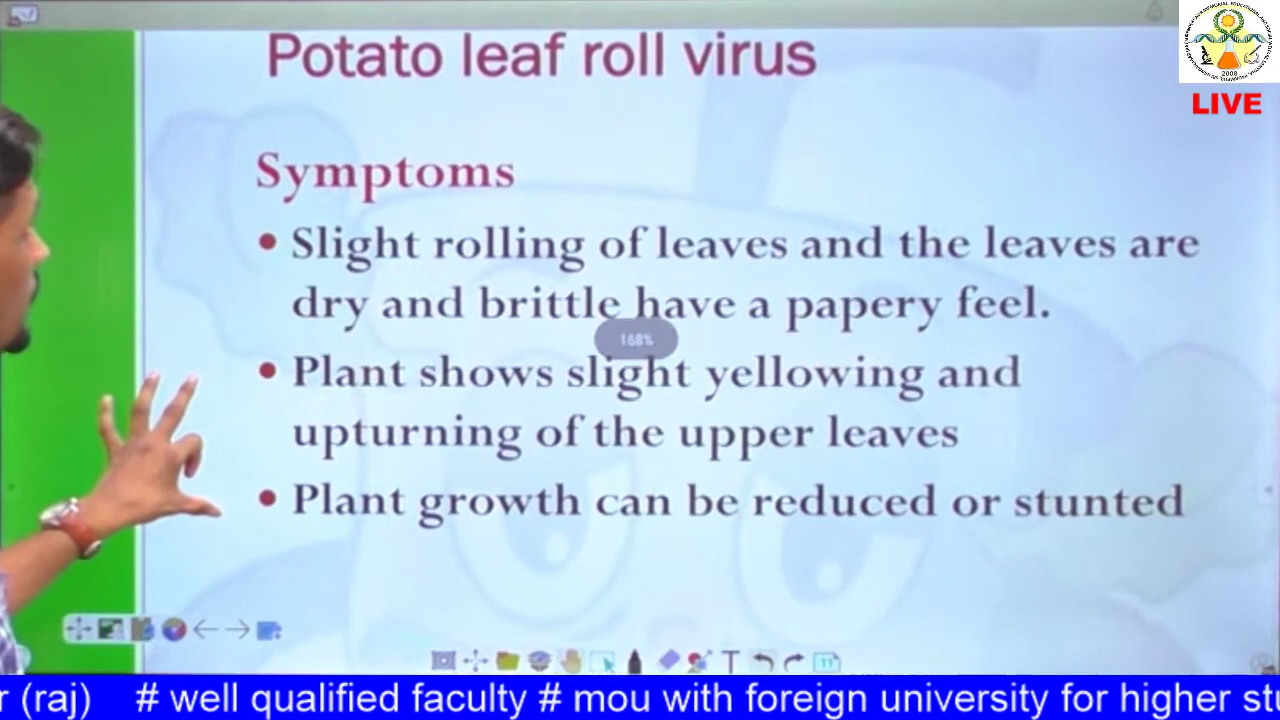 Potato leaf roll virus
LIVE
Symptoms
• Slight rolling of leaves and the leaves are
dry and brittle have a papery feel.
168%
• Plant shows slight yellowing and
upturning of the upper leaves
• Plant growth can be reduced or stunted
r (raj) # well qualified faculty # mou with foreign university for higher stu
2008